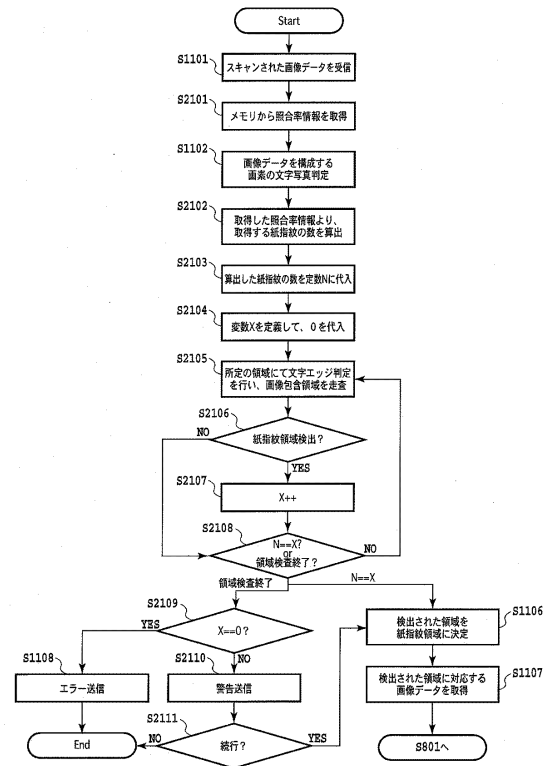 Start
S1101
スキャンされた画像データを受信
S2101
メモリから照合率情報を取得
S1102
画像データを構成する
画素の文字写真判定
S2102
取得した照合率情報より、
取得する紙指紋の数を算出
S2103
算出した紙指紋の数を定数Nに代入
S2104
変数Xを定義して、0を代入
S2105
所定の領域にて文字エッジ判定
を行い、画像包含領域を走査
S2106
紙指紋領域検出？
NO
YES
S2107
X++
S2108
N==X?
or
領域検査終了？
NO
領域検査終了
N==X
S2109
X==0？
YES
NO
S1106
検出された領域を
紙指紋領域に決定
S1108
エラー送信
S2110
警告送信
S1107
検出された領域に対応する
画像データを取得
S2111
続行？
NO
YES
End
S801へ